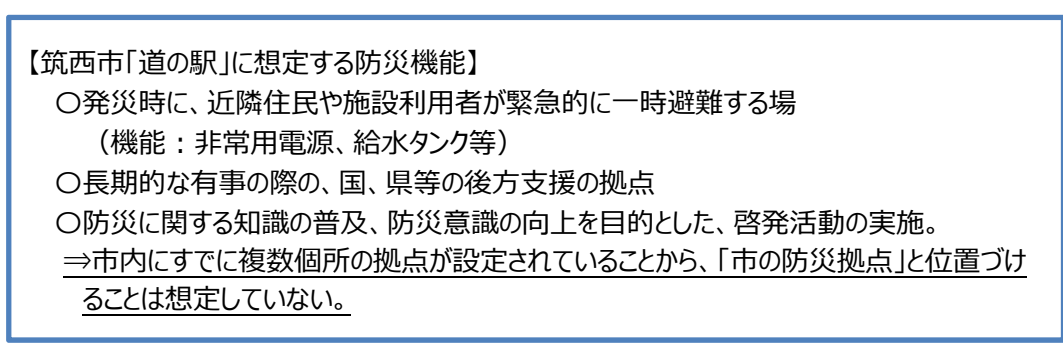 【筑西市「道の駅」に想定する防災機能】
〇発災時に、近隣住民や施設利用者が緊急的に一時避難する場
（機能：非常用電源、給水タンク等）
〇長期的な有事の際の、国、県等の後方支援の拠点
〇防災に関する知識の普及、防災意識の向上を目的とした、啓発活動の実施。
⇒市内にすでに複数個所の拠点が設定されていることから、「市の防災拠点」と位置づけ
ることは想定していない。